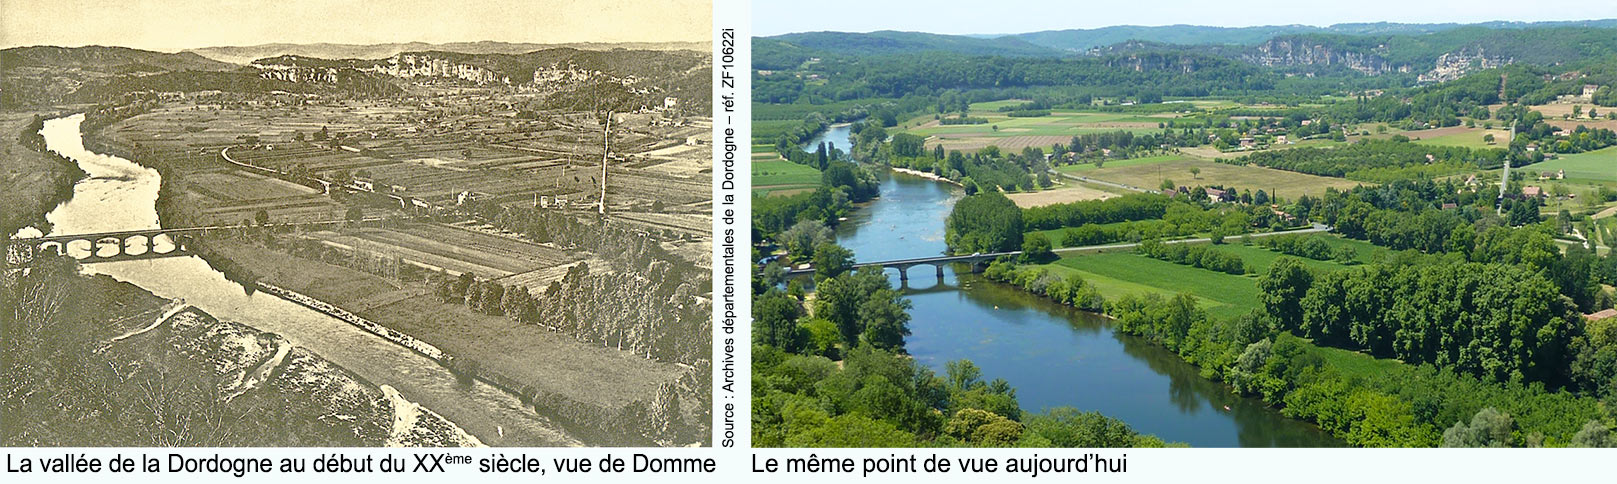 Source : Archives départementales de la Dordogne – réf. ZF10622i
La vallée de la Dordogne au début du XXème siècle, vue de Domme
Le même point de vue aujourd’hui